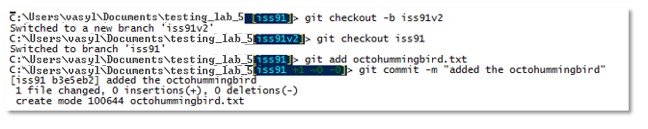 C:\Users\vasyl\Documents\testing_lab_5 [iss91]> git checkout -b iss91v2
Switched to a new branch 'iss91v2'
C:\Users\vasyl\Documents\testing_lab_5 [iss91v2]> git checkout iss91
Switched to branch 'iss91'
C:\Users\vasyl\Documents\testing_lab_5 [iss91]> git add octohummingbird.txt
C:\Users\vasyl\Documents\testing_lab_5 [iss91 +1 ~0 -0]> git commit -m "added the octohummingbird"
[iss91 b3e5eb2] added the octohummingbird
1 file changed, 0 insertions(+), 0 deletions(-)
create mode 100644 octohummingbird.txt